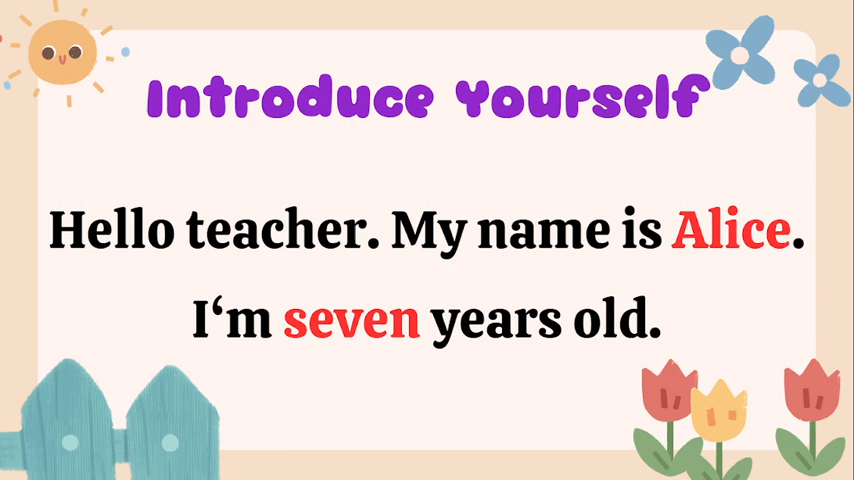 Introduce Yourself
Hello teacher. My name is Alice.
I‘m seven years old.